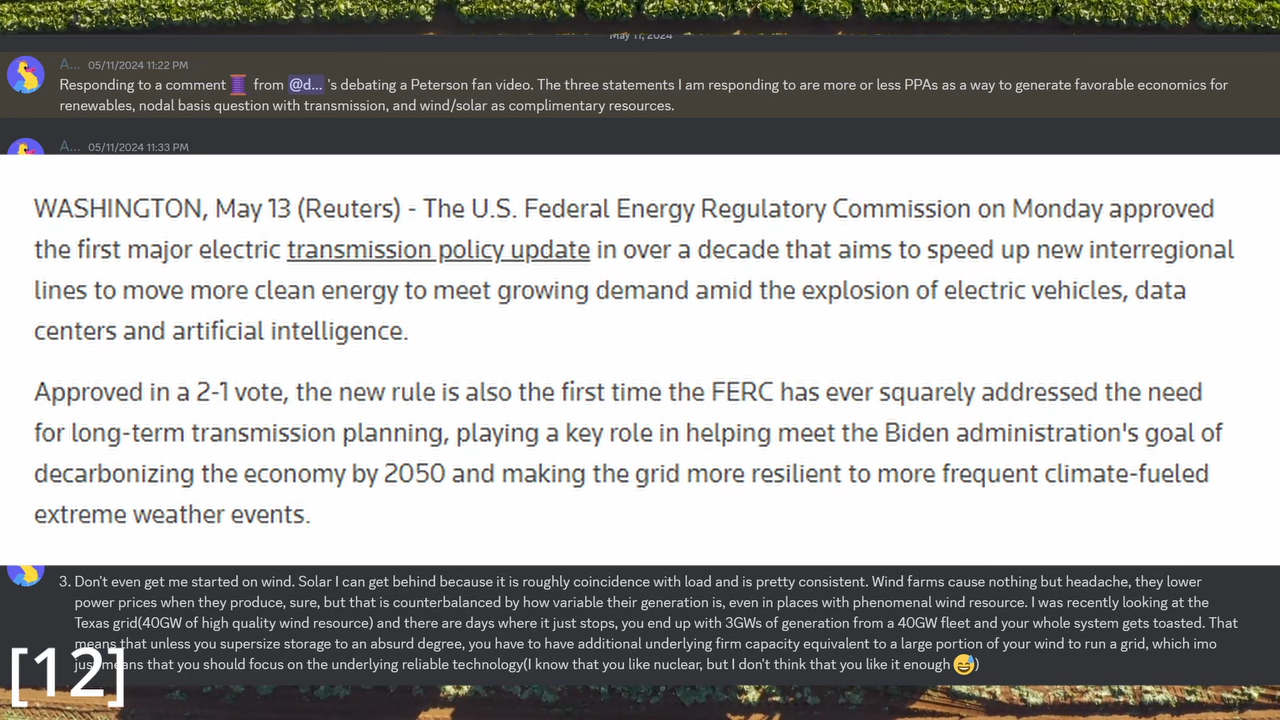 May 11, 2024
A... 05/11/2024 11:22 PM
Responding to a comment 🧵 from @d... 's debating a Peterson fan video. The three statements I am responding to are more or less PPAs as a way to generate favorable economics for
renewables, nodal basis question with transmission, and wind/solar as complimentary resources.
A... 05/11/2024 11:33 PM
WASHINGTON, May 13 (Reuters) - The U.S. Federal Energy Regulatory Commission on Monday approved
the first major electric transmission policy update in over a decade that aims to speed up new interregional
lines to move more clean energy to meet growing demand amid the explosion of electric vehicles, data
centers and artificial intelligence.
Approved in a 2-1 vote, the new rule is also the first time the FERC has ever squarely addressed the need
for long-term transmission planning, playing a key role in helping meet the Biden administration's goal of
decarbonizing the economy by 2050 and making the grid more resilient to more frequent climate-fueled
extreme weather events.
3. Don't even get me started on wind. Solar I can get behind because it is roughly coincidence with load and is pretty consistent. Wind farms cause nothing but headache, they lower
power prices when they produce, sure, but that is counterbalanced by how variable their generation is, even in places with phenomenal wind resource. I was recently looking at the
Texas grid(40GW of high quality wind resource) and there are days where it just stops, you end up with 3GWs of generation from a 40GW fleet and your whole system gets toasted. That
means that unless you supersize storage to an absurd degree, you have to have additional underlying firm capacity equivalent to a large portion of your wind to run a grid, which imo
just means that you should focus on the underlying reliable technology(I know that you like nuclear, but I don't think that you like it enough 😅)
[12]